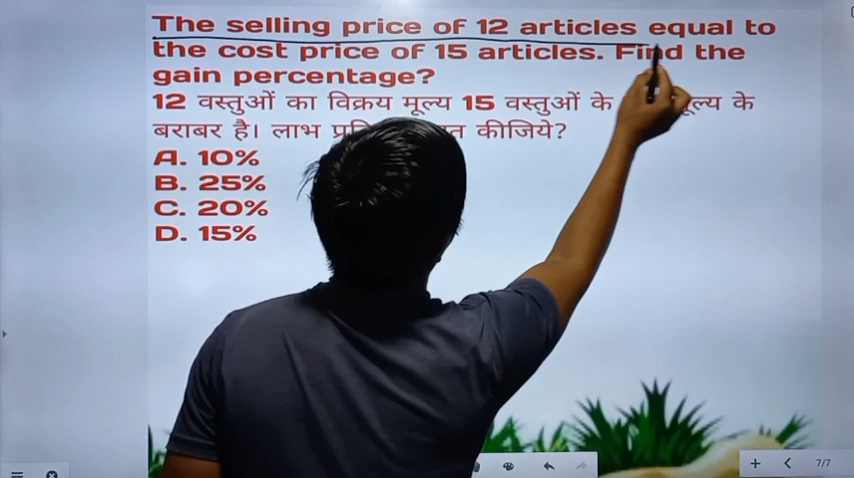 The selling price of 12 articles equal to
the cost price of 15 articles. Find the
gain percentage?
12 वस्तुओं का विक्रय मूल्य 15 वस्तुओं के के
बराबर है। लाभ कीजिये?
A. 10%
B. 25%
C. 20%
D. 15%
7/7